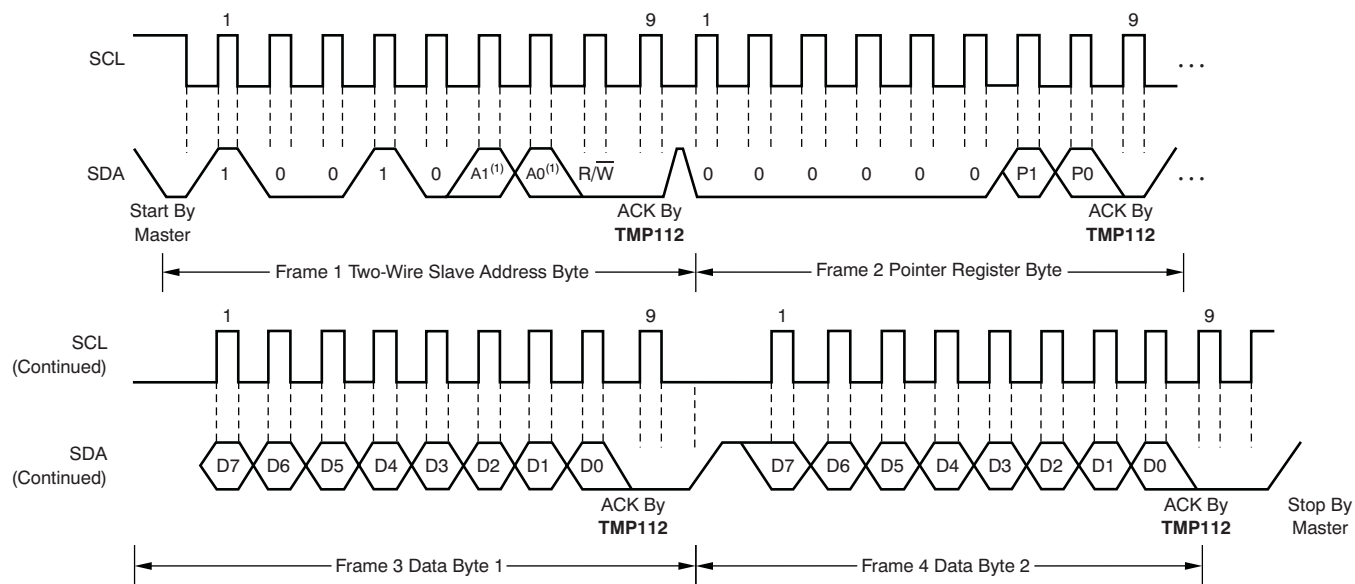 1 9 1 9
SCL ...
SDA 1 0 0 1 0 A1(1) A0(1) R/W̅ 0 0 0 0 0 0 P1 P0 ...
Start By Master
ACK By TMP112
ACK By TMP112
Frame 1 Two-Wire Slave Address Byte
Frame 2 Pointer Register Byte
1 9 1 9
SCL (Continued)
SDA (Continued) D7 D6 D5 D4 D3 D2 D1 D0 D7 D6 D5 D4 D3 D2 D1 D0
ACK By TMP112
ACK By TMP112
Stop By Master
Frame 3 Data Byte 1
Frame 4 Data Byte 2